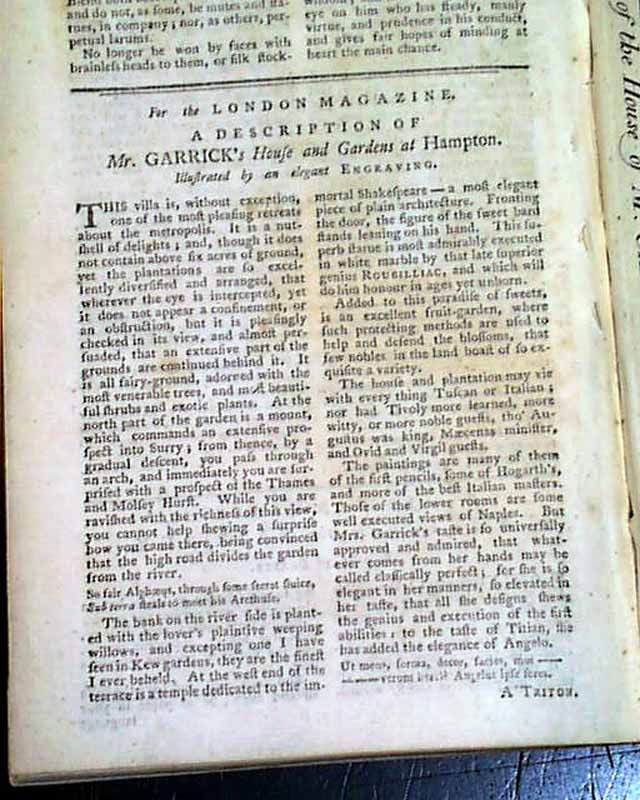 and do not, as some, be mutes and sta-
tues, in company; nor, as others, per-
petual larums.
No longer be won by faces with
brainless heads to them, or silk stock-
eye on him who has steady, manly
virtue, and prudence in his conduct,
and gives fair hopes of minding at
heart the main chance.
For the LONDON MAGAZINE.
A DESCRIPTION OF
Mr. GARRICK's Houſe and Gardens at Hampton.
Illuſtrated by an elegant ENGRAVING.
THIS villa is, without exception,
one of the moſt pleaſing retreats
about the metropolis. It is a nut-
ſhell of delights; and, though it does
not contain above ſix acres of ground,
yet the plantations are ſo excel-
lently diverſified and arranged, that
wherever the eye is intercepted, yet
it does not appear a confinement, or
an obſtruction, but it is pleaſingly
checked in its view, and almoſt per-
ſuaded, that an extenſive part of the
grounds are continued behind it. It
is all fairy-ground, adorned with the
moſt venerable trees, and moſt beauti-
ful ſhrubs and exotic plants. At the
north part of the garden is a mount,
which commands an extenſive pro-
ſpect into Surry; from thence, by a
gradual deſcent, you paſs through
an arch, and immediately you are ſur-
priſed with a proſpect of the Thames
and Molſey Hurſt. While you are
raviſhed with the richneſs of this view,
you cannot help ſhewing a ſurpriſe
how you came there, being convinced
that the high road divides the garden
from the river.
So fair Alphæus, through ſome ſecret ſluice,
Sub terra ſteals to meet his Arethuſe.
The bank on the river ſide is plant-
ed with the lover's plaintive weeping
willows, and excepting one I have
ſeen in Kew gardens, they are the fineſt
I ever beheld. At the weſt end of the
terrace is a temple dedicated to the im-
mortal Shakeſpeare — a moſt elegant
piece of plain architecture. Fronting
the door, the figure of the ſweet bard
ſtands leaning on his hand. This ſu-
perb ſtatue is moſt admirably executed
in white marble by that late ſuperior
genius ROUBILLIAC, and which will
do him honour in ages yet unborn.
Added to this paradiſe of ſweets,
is an excellent fruit-garden, where
ſuch protecting methods are uſed to
help and defend the bloſſoms, that
few nobles in the land boaſt of ſo ex-
quiſite a variety.
The houſe and plantation may vie
with every thing Tuſcan or Italian;
nor had Tivoly more learned, more
witty, or more noble gueſts, tho' Au-
guſtus was king, Mæcenas miniſter,
and Ovid and Virgil gueſts.
The paintings are many of them
of the firſt pencils, ſome of Hogarth's,
and more of the beſt Italian maſters.
Thoſe of the lower rooms are ſome
well executed views of Naples. But
Mrs. Garrick's taſte is ſo univerſally
approved and admired, that what-
ever comes from her hands may be
called claſſically perfect; for ſhe is ſo
elegant in her manners, ſo elevated in
her taſte, that all ſhe deſigns ſhews
the genius and execution of the firſt
abilities: to the taſte of Titian, ſhe
has added the elegance of Angelo.
Ut mens, forma, decor, facies,
Angelus ipſe
A TRITON.
of the Houſe